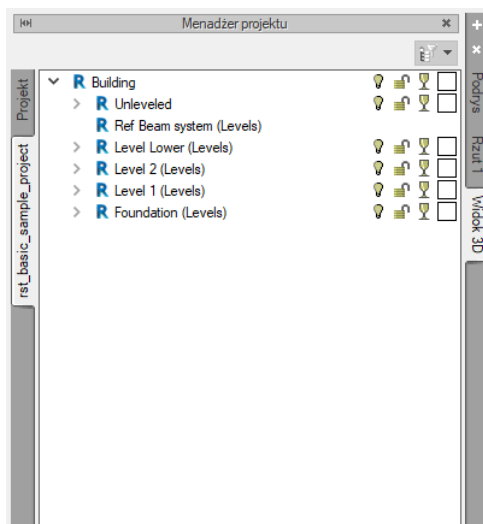 Menadżer projektu
Projekt
rst_basic_sample_project
R Building
R Unleveled
R Ref Beam system (Levels)
R Level Lower (Levels)
R Level 2 (Levels)
R Level 1 (Levels)
R Foundation (Levels)
Podrys
Rzut 1
Widok 3D